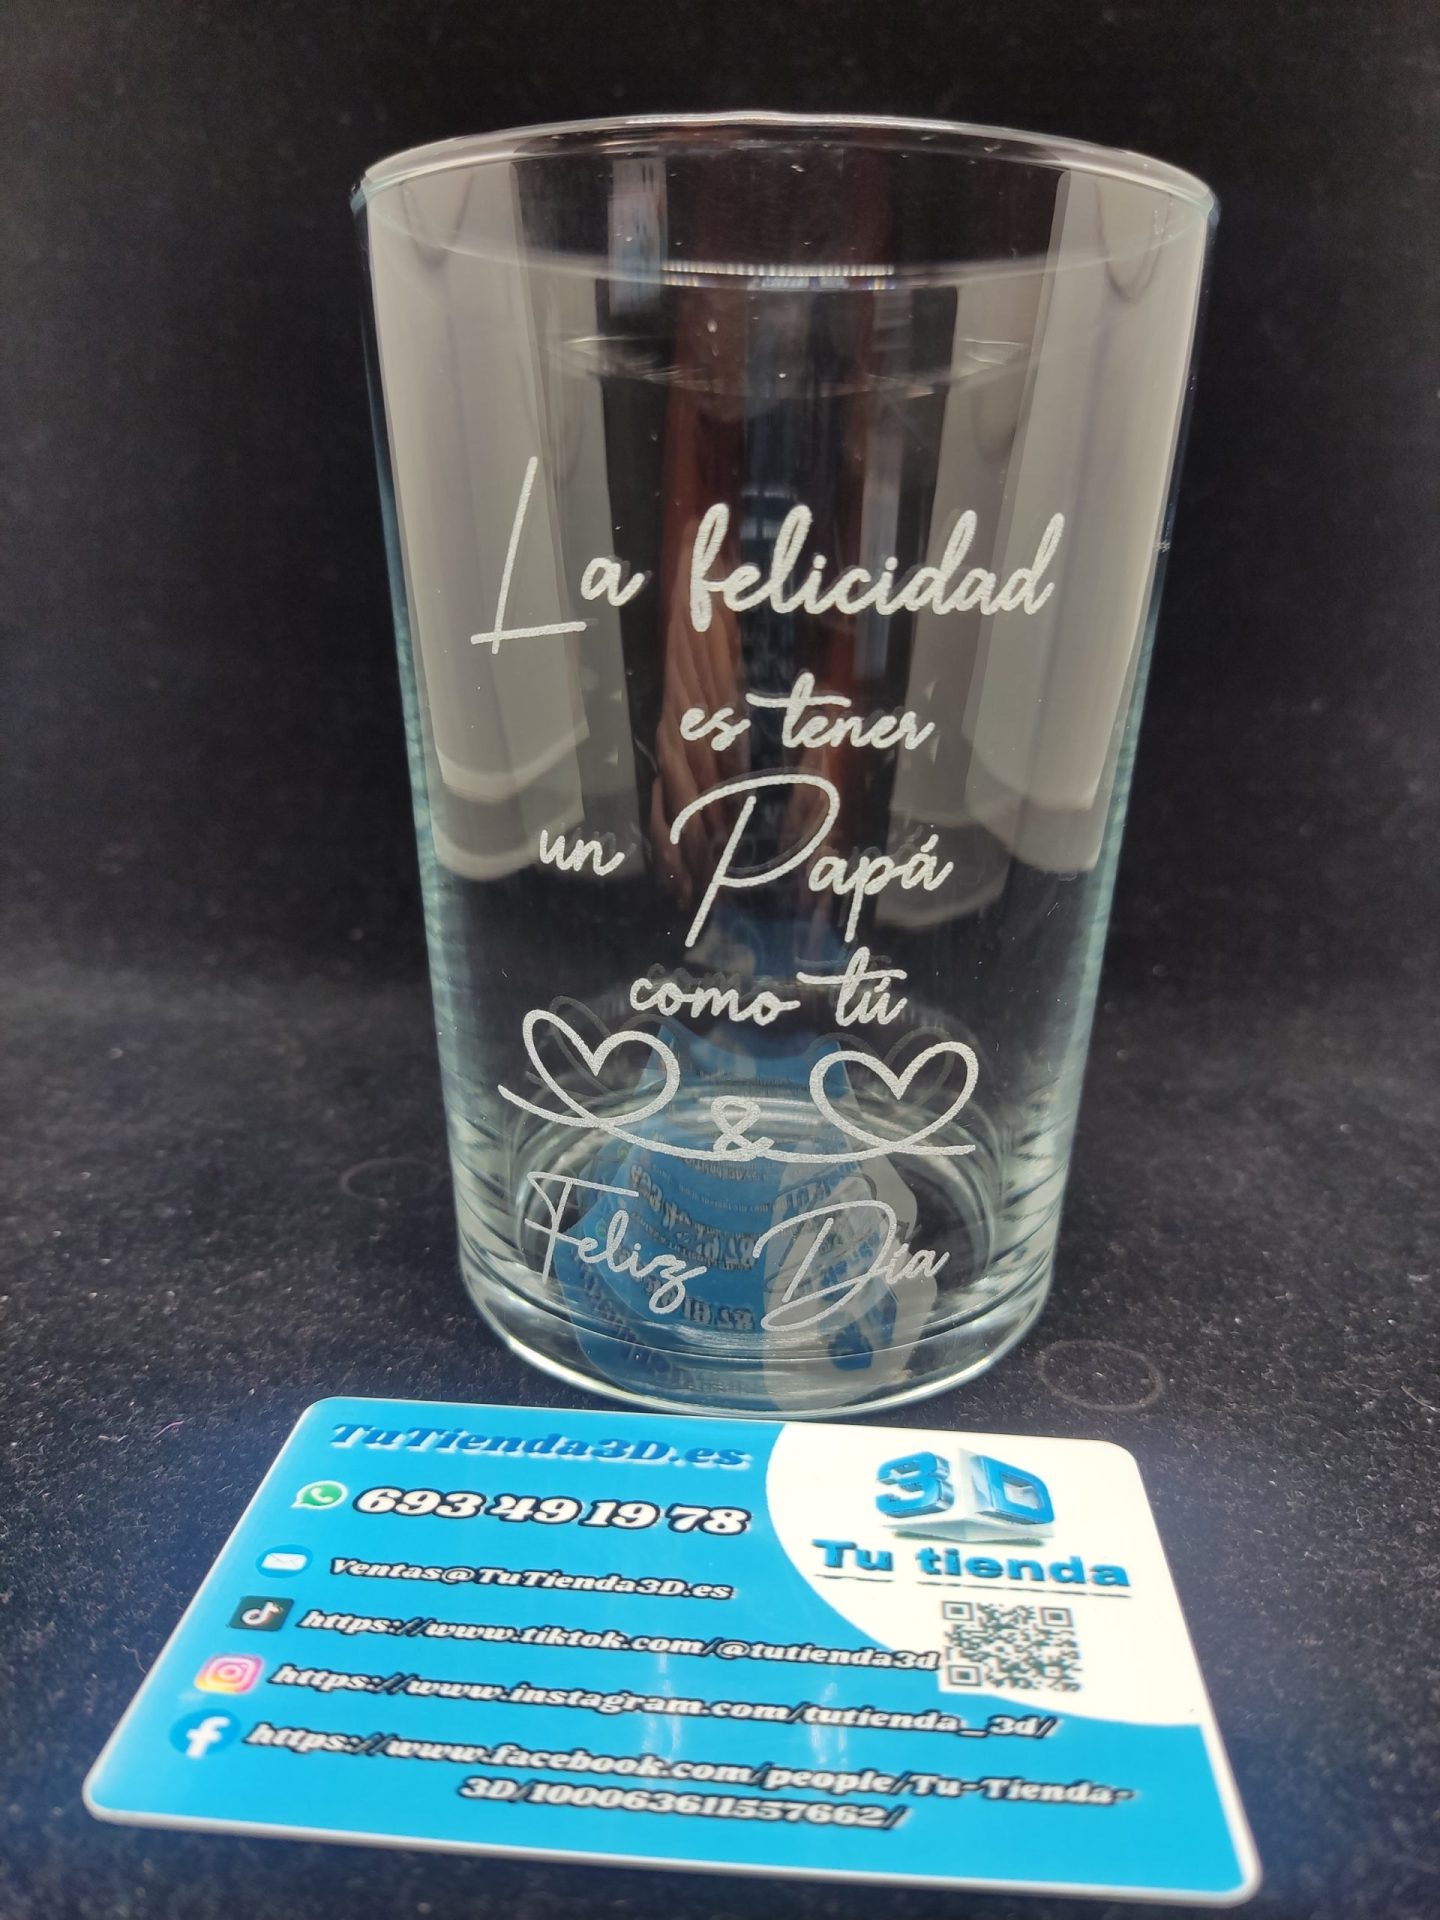 La felicidad
es tener
un Papá
como tú
&
Feliz Día
TuTienda3D.es
693 49 19 78
Ventas@TuTienda3D.es
https://www.tiktok.com/@tutienda3d
https://www.instagram.com/tutienda_3d/
https://www.facebook.com/people/Tu-Tienda-
3D/100063611557662/
3D
Tu tienda